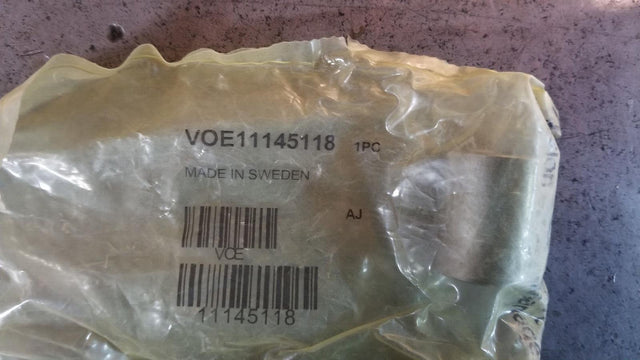 VOE11145118 1PC
MADE IN SWEDEN
AJ
VOE
11145118